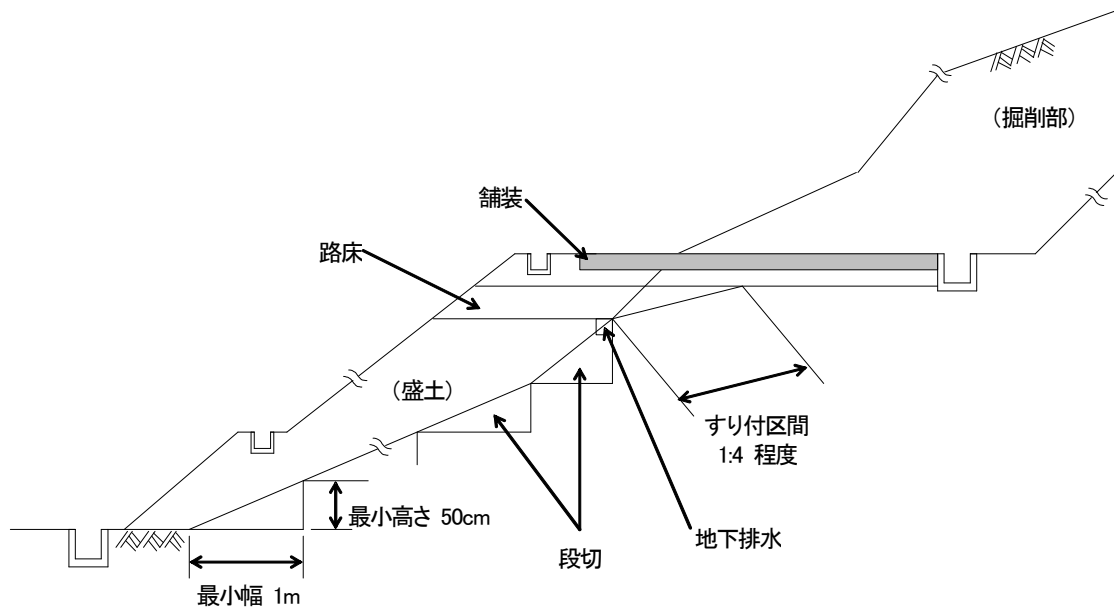 （掘削部）
舗装
路床
（盛土）
すり付区間
1:4 程度
最小高さ 50cm
地下排水
段切
最小幅 1m